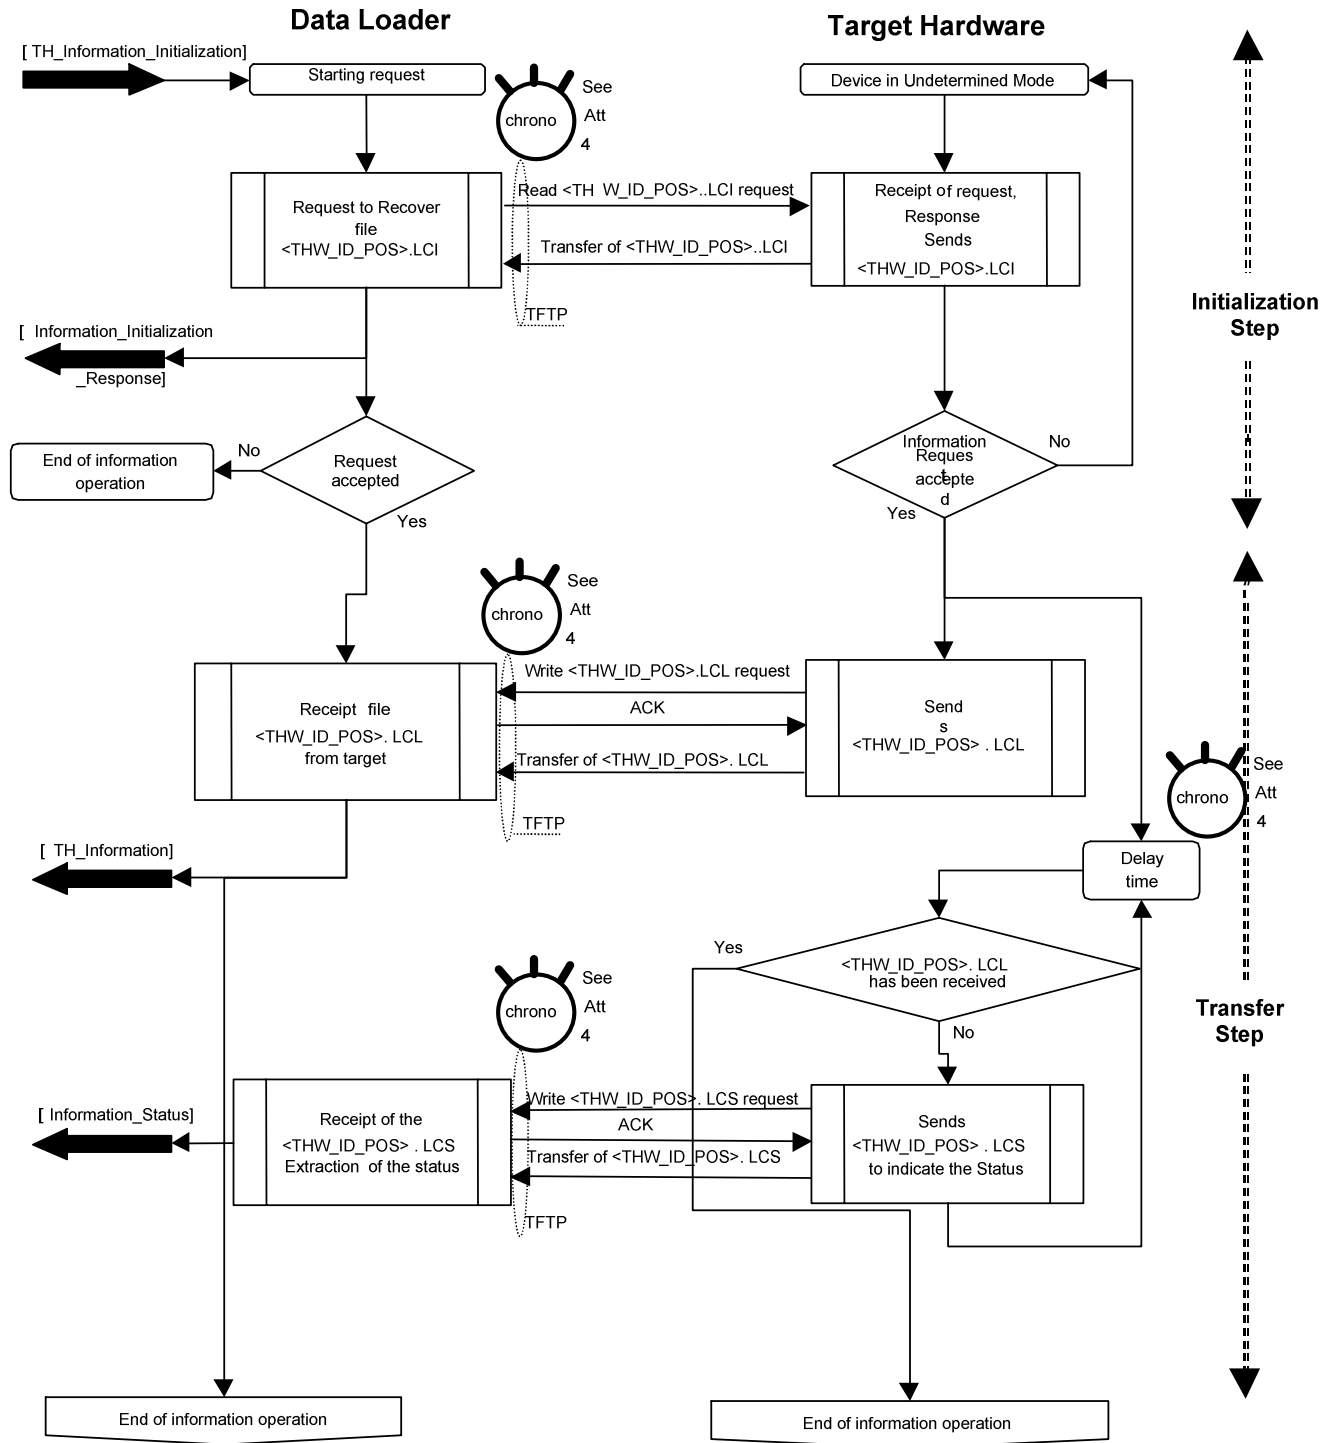 Data Loader
Target Hardware
[ TH_Information_Initialization]
Starting request
chrono
See
Att
4
Device in Undetermined Mode
Request to Recover
file
<THW_ID_POS>.LCI
Read <TH W_ID_POS>..LCI request
Transfer of <THW_ID_POS>..LCI
TFTP
Receipt of request,
Response
Sends
<THW_ID_POS>.LCI
Initialization
Step
[ Information_Initialization
_Response]
End of information
operation
No
Request
accepted
Yes
Information
Reques
t
accepte
d
No
Yes
chrono
See
Att
4
Receipt file
<THW_ID_POS>. LCL
from target
Write <THW_ID_POS>.LCL request
ACK
Transfer of <THW_ID_POS>. LCL
TFTP
Send
s
<THW_ID_POS> . LCL
chrono
See
Att
4
[ TH_Information]
Delay
time
Yes
<THW_ID_POS>. LCL
has been received
No
chrono
See
Att
4
Transfer
Step
[ Information_Status]
Receipt of the
<THW_ID_POS> . LCS
Extraction of the status
Write <THW_ID_POS>. LCS request
ACK
Transfer of <THW_ID_POS>. LCS
TFTP
Sends
<THW_ID_POS> . LCS
to indicate the Status
End of information operation
End of information operation